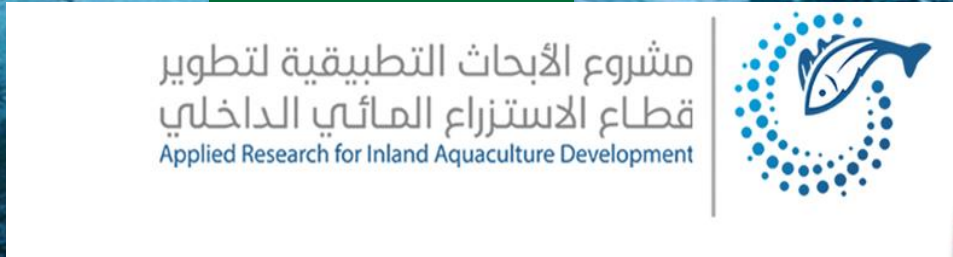 مشروع الأبحاث التطبيقية لتطوير
قطاع الاستزراع المائي الداخلي
Applied Research for Inland Aquaculture Development